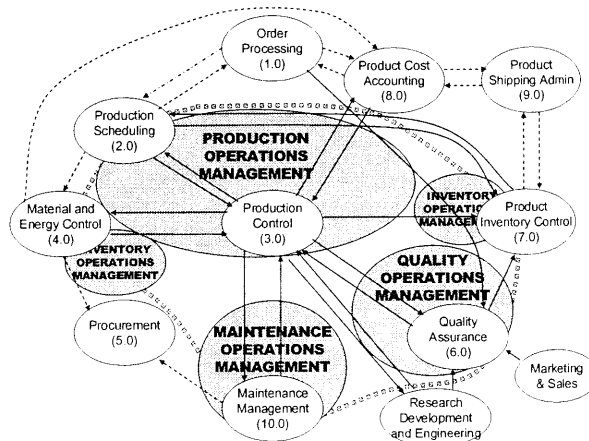 Order
Processing
(1.0)
Product Cost
Accounting
(8.0)
Product
Shipping Admin
(9.0)
Production
Scheduling
(2.0)
PRODUCTION
OPERATIONS
MANAGEMENT
Material and
Energy Control
(4.0)
Production
Control
(3.0)
INVENTORY
OPERATIONS
MANAGEMENT
Product
Inventory Control
(7.0)
INVENTORY
OPERATIONS
MANAGEMENT
QUALITY
OPERATIONS
MANAGEMENT
Procurement
(5.0)
MAINTENANCE
OPERATIONS
MANAGEMENT
Quality
Assurance
(6.0)
Marketing
& Sales
Maintenance
Management
(10.0)
Research
Development
and Engineering